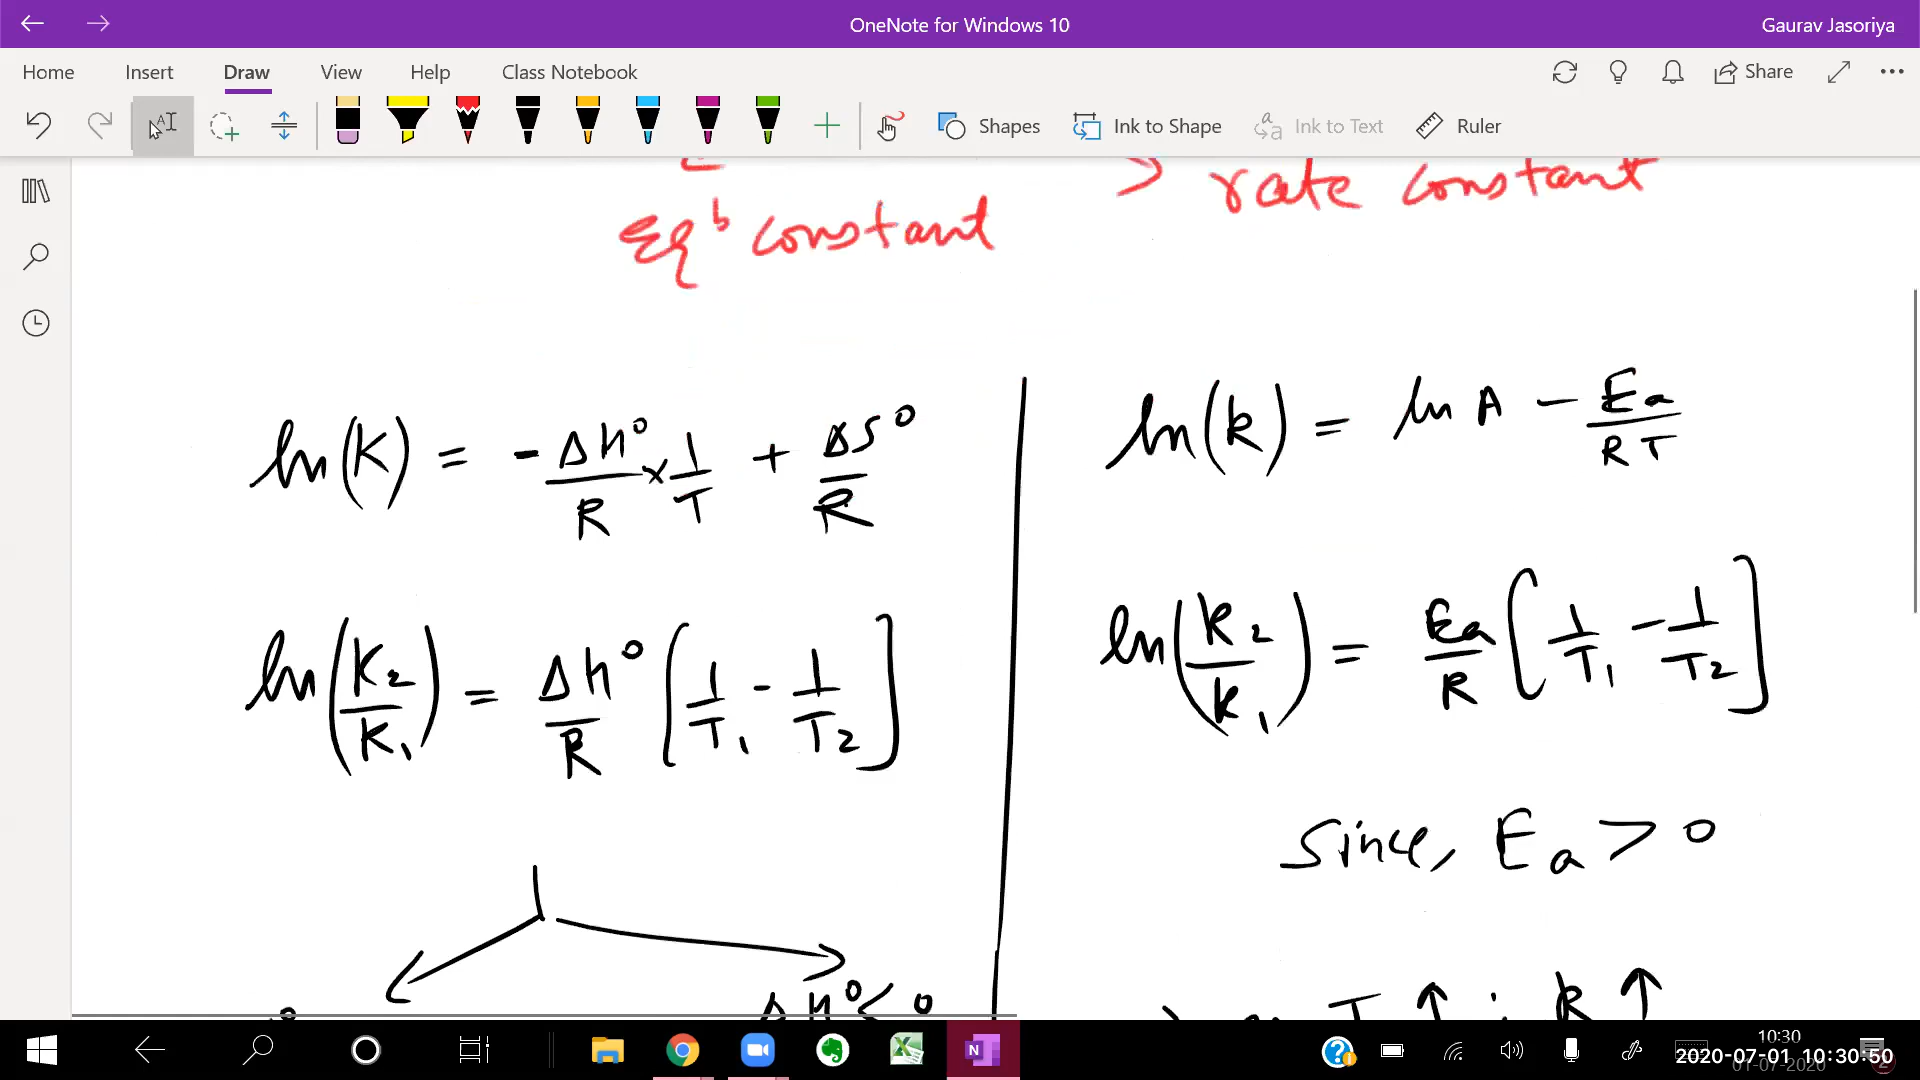 OneNote for Windows 10
Gaurav Jasoriya
Home Insert Draw View Help Class Notebook
Share
Shapes Ink to Shape Ink to Text Ruler
rate constant
Eqᵇ constant
ln(K) = - ΔH°/R × 1/T + ΔS°/R
ln(K₂/K₁) = ΔH°/R [1/T₁ - 1/T₂]
ΔH° < 0
ln(k) = ln A - Ea/RT
ln(k₂/k₁) = Ea/R [1/T₁ - 1/T₂]
Since, Ea > 0
T ↑ : k ↑
10:30
01-07-2020
2020-07-01 10:30:50